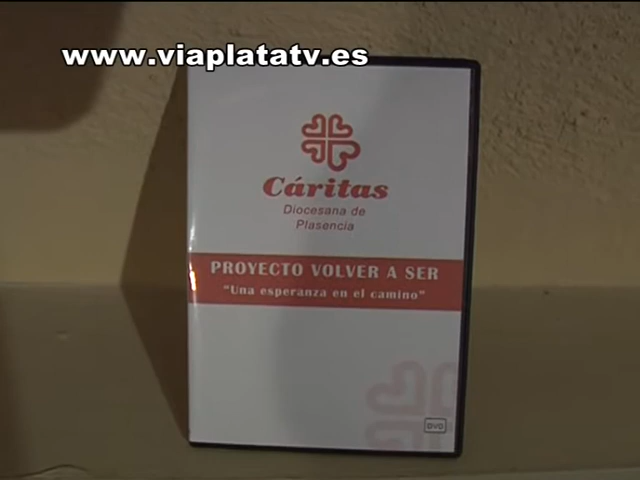 www.viaplatatv.es
Cáritas
Diocesana de
Plasencia
PROYECTO VOLVER A SER
"Una esperanza en el camino"
DVD